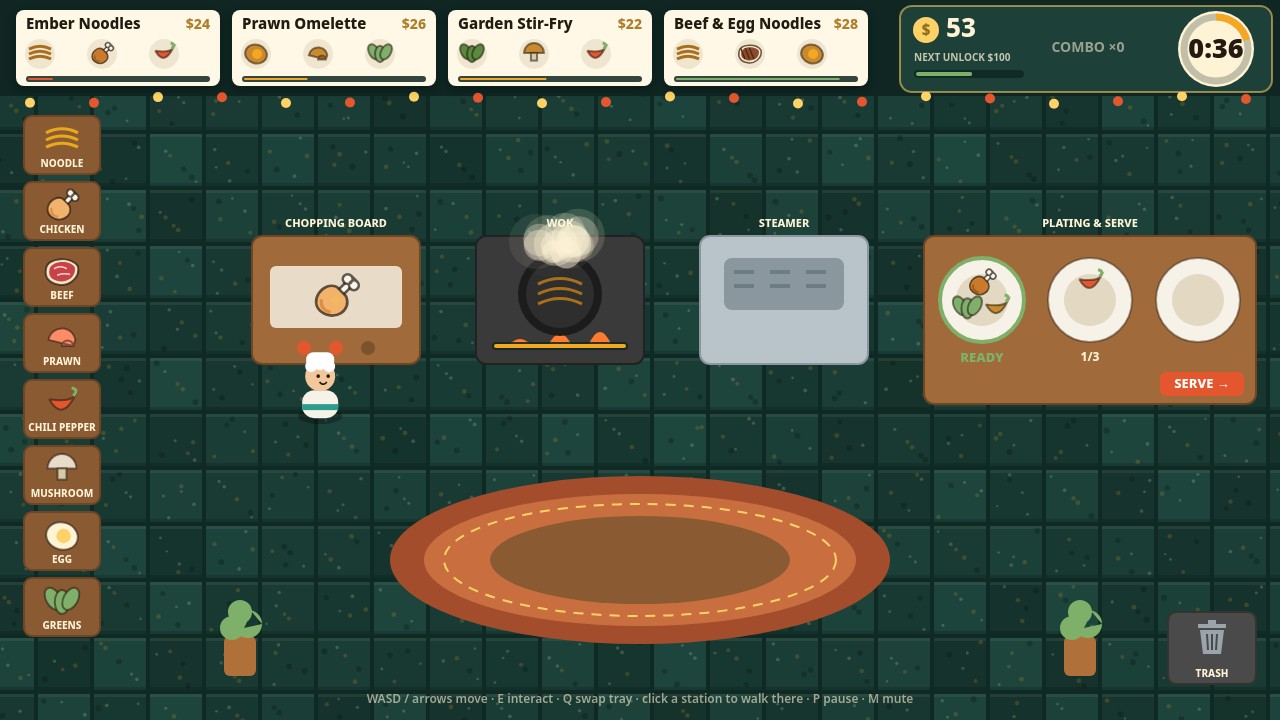 Ember Noodles $24
Prawn Omelette $26
Garden Stir-Fry $22
Beef & Egg Noodles $28
$ 53
NEXT UNLOCK $100
COMBO ×0
0:36
NOODLE
CHICKEN
BEEF
PRAWN
CHILI PEPPER
MUSHROOM
EGG
GREENS
CHOPPING BOARD
WOK
STEAMER
PLATING & SERVE
READY
1/3
SERVE →
TRASH
WASD / arrows move · E interact · Q swap tray · click a station to walk there · P pause · M mute